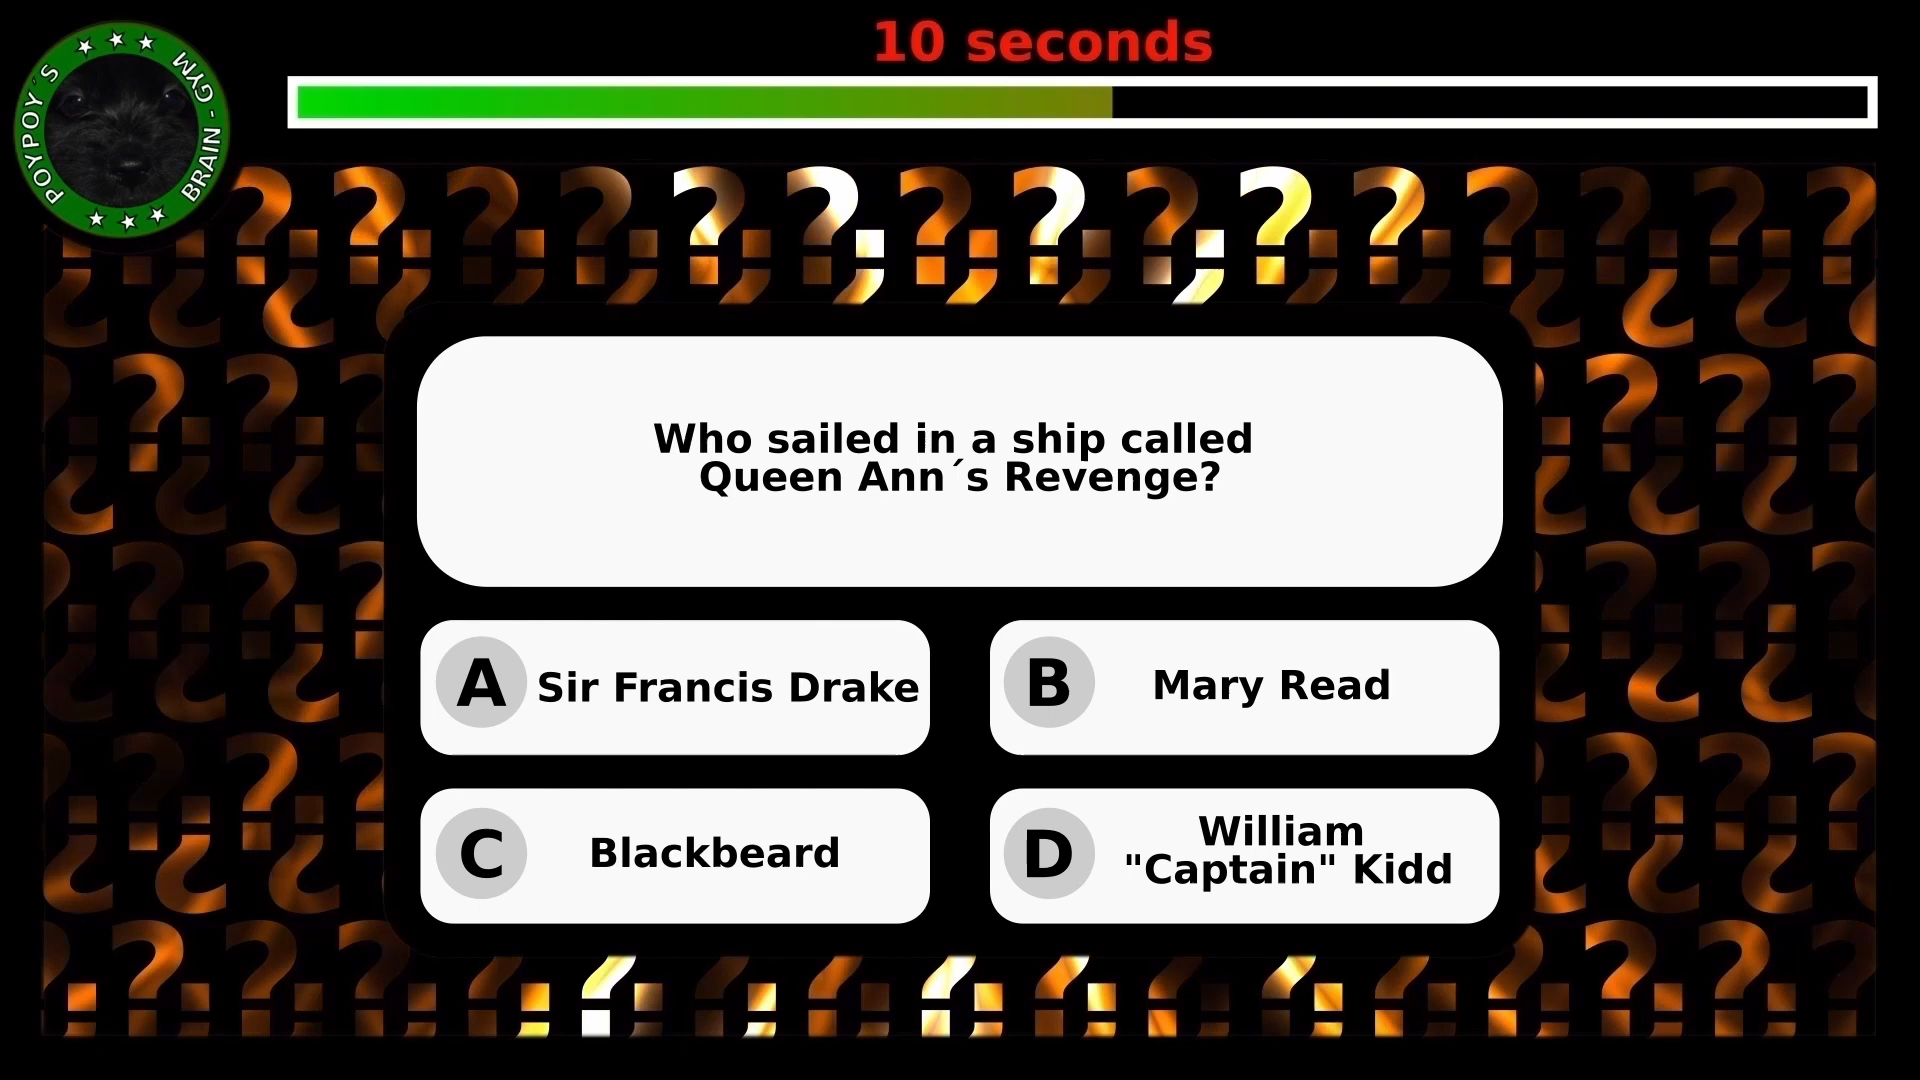 10 seconds
POYPOY´S
BRAIN - GYM
Who sailed in a ship called
Queen Ann´s Revenge?
A Sir Francis Drake
B Mary Read
C Blackbeard
D William
"Captain" Kidd